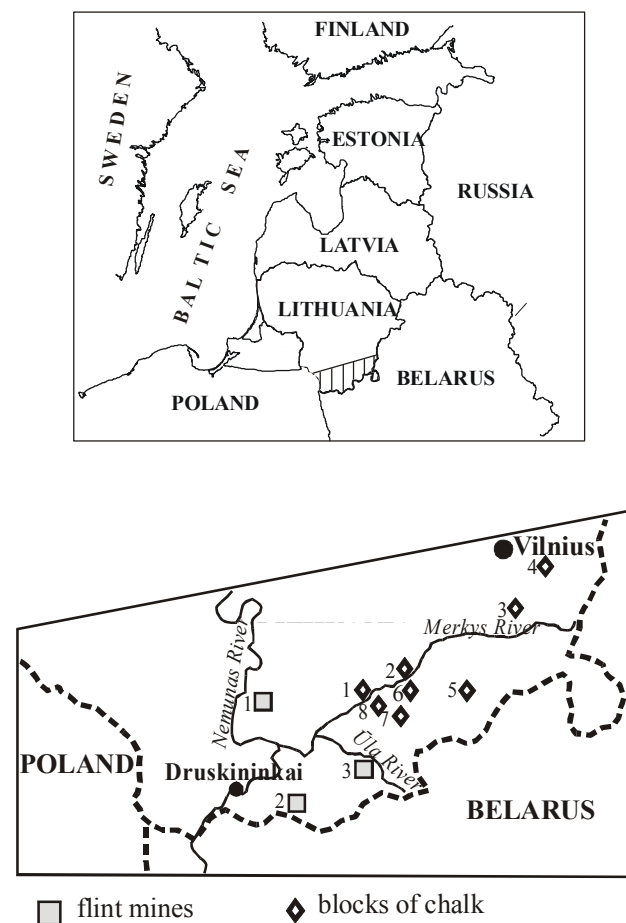 FINLAND
SWEDEN
BALTIC SEA
ESTONIA
RUSSIA
LATVIA
LITHUANIA
BELARUS
POLAND
Vilnius
4
3
Merkys River
Nemunas River
2
1
6
5
1
8
7
Ūla River
POLAND
Druskininkai
3
2
BELARUS
flint mines
blocks of chalk